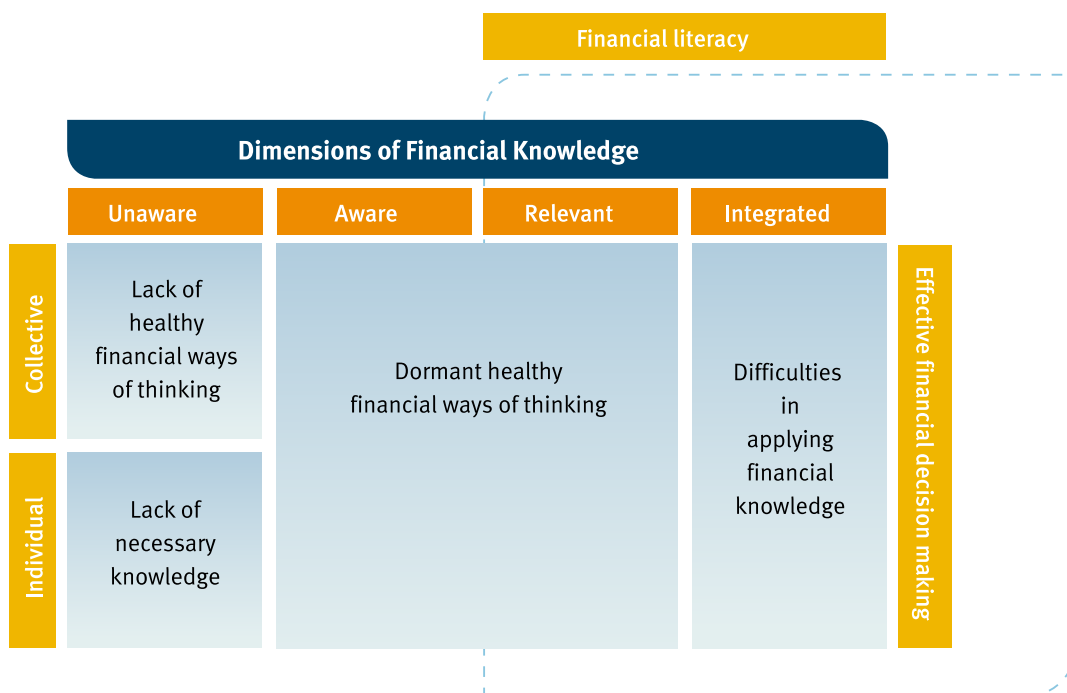 Financial literacy
Dimensions of Financial Knowledge
Unaware
Aware
Relevant
Integrated
Collective
Lack of
healthy
financial ways
of thinking
Dormant healthy
financial ways of thinking
Difficulties
in
applying
financial
knowledge
Effective financial decision making
Individual
Lack of
necessary
knowledge